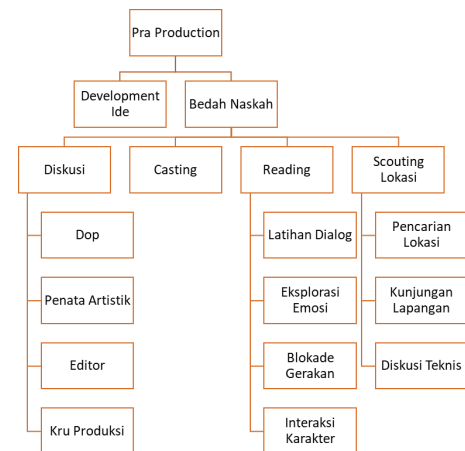 Pra Production
Development
Ide
Bedah Naskah
Diskusi
Casting
Reading
Scouting
Lokasi
Dop
Latihan Dialog
Pencarian
Lokasi
Penata Artistik
Eksplorasi
Emosi
Kunjungan
Lapangan
Editor
Blokade
Gerakan
Diskusi Teknis
Kru Produksi
Interaksi
Karakter